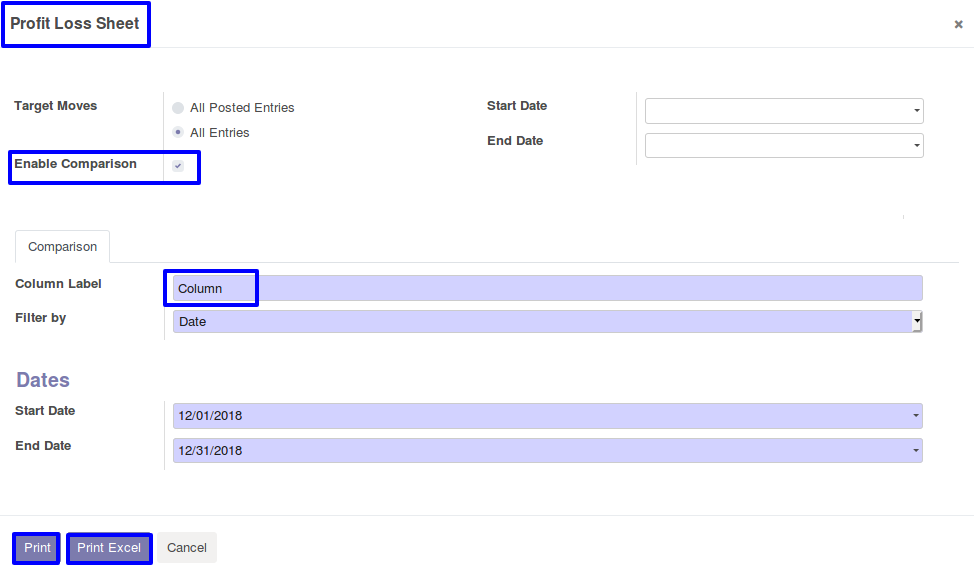 Profit Loss Sheet
×
Target Moves
All Posted Entries
All Entries
Start Date
End Date
Enable Comparison
Comparison
Column Label
Column
Filter by
Date
Dates
Start Date
12/01/2018
End Date
12/31/2018
Print
Print Excel
Cancel